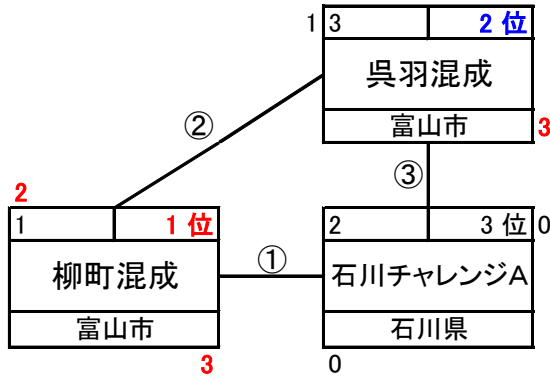 1 3 2 位
呉羽混成
富山市 3
②
③
2
1 1 位
柳町混成
富山市
3
①
2 3 位 0
石川チャレンジA
石川県
0